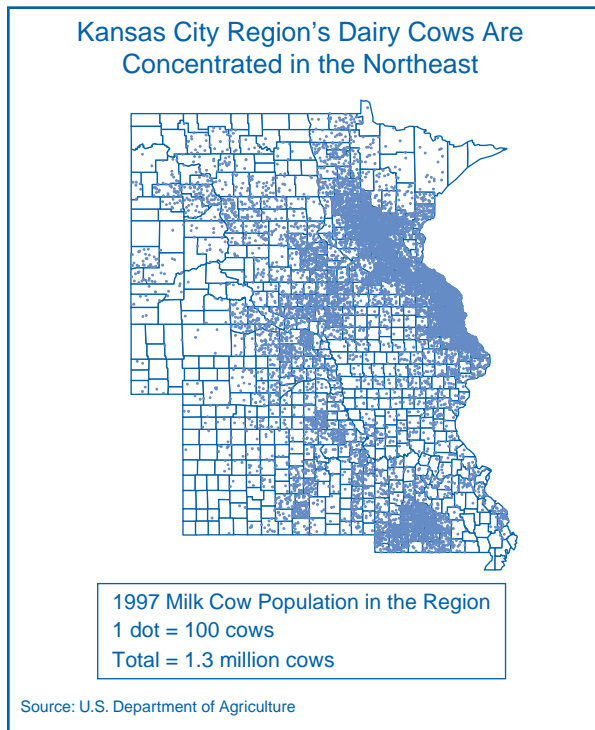 Kansas City Region's Dairy Cows Are
Concentrated in the Northeast
1997 Milk Cow Population in the Region
1 dot = 100 cows
Total = 1.3 million cows
Source: U.S. Department of Agriculture